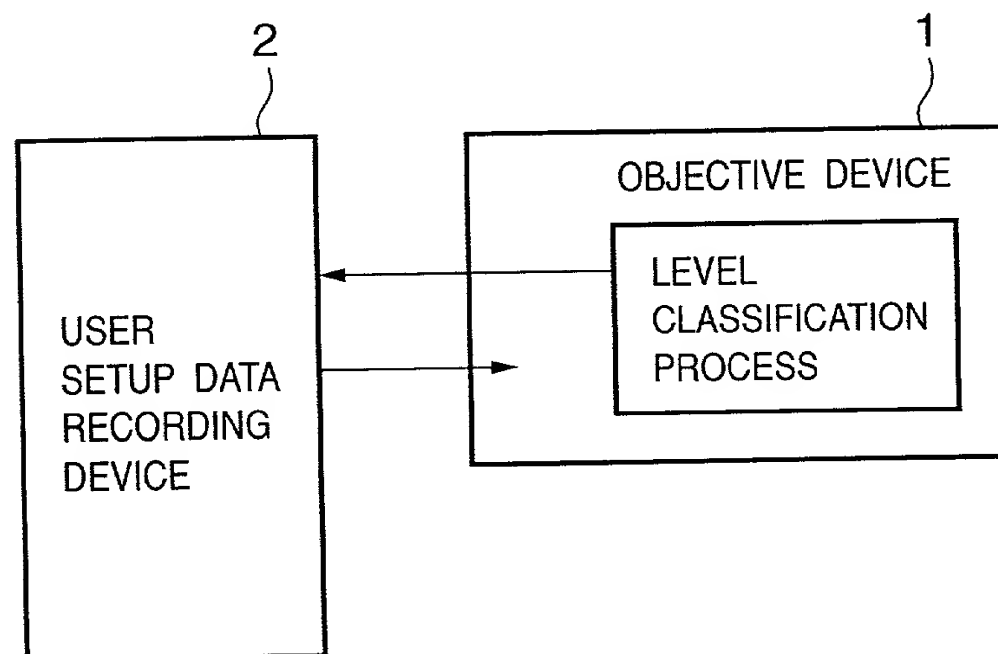 2
1
OBJECTIVE DEVICE
LEVEL
CLASSIFICATION
PROCESS
USER
SETUP DATA
RECORDING
DEVICE